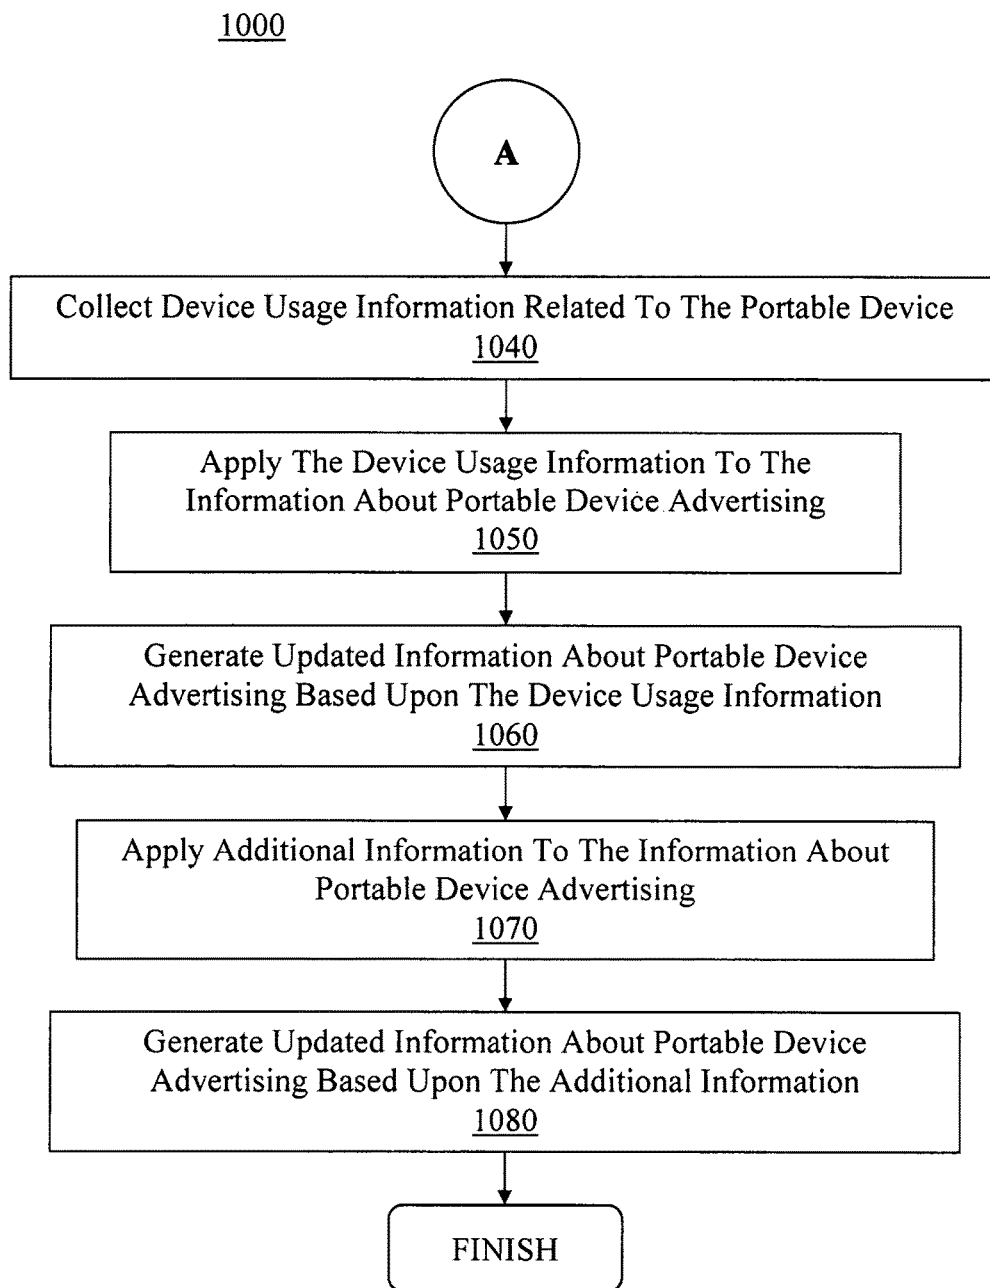 1000
A
Collect Device Usage Information Related To The Portable Device
1040
Apply The Device Usage Information To The
Information About Portable Device Advertising
1050
Generate Updated Information About Portable Device
Advertising Based Upon The Device Usage Information
1060
Apply Additional Information To The Information About
Portable Device Advertising
1070
Generate Updated Information About Portable Device
Advertising Based Upon The Additional Information
1080
FINISH